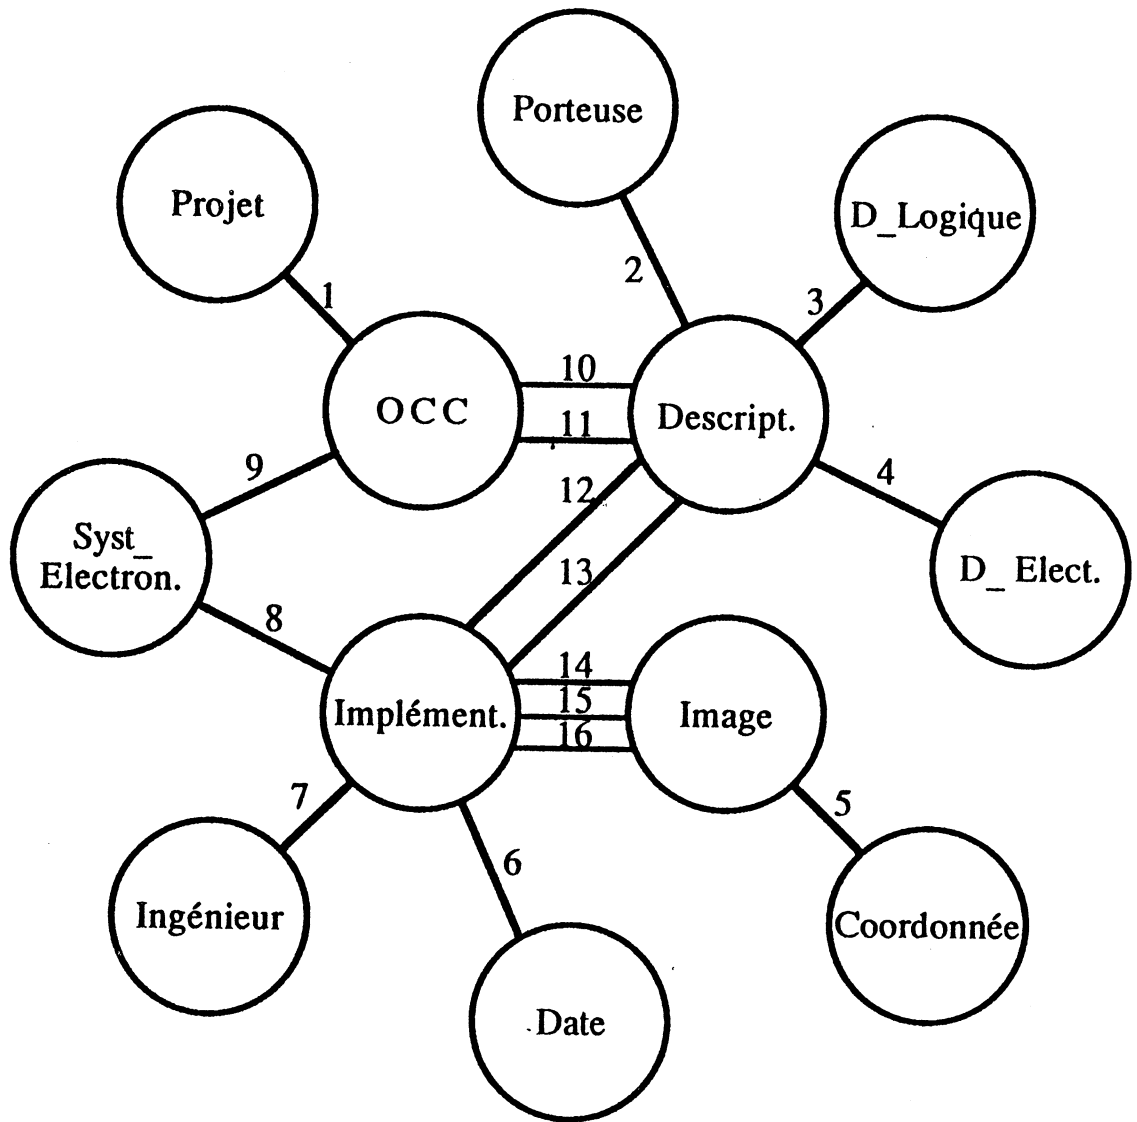 Porteuse
Projet
D_Logique
2
1
3
10
OCC
11
Descript.
9
4
12
Syst_
Electron.
13
D_ Elect.
8
14
15
Implément.
Image
16
7
5
6
Ingénieur
Coordonnée
Date